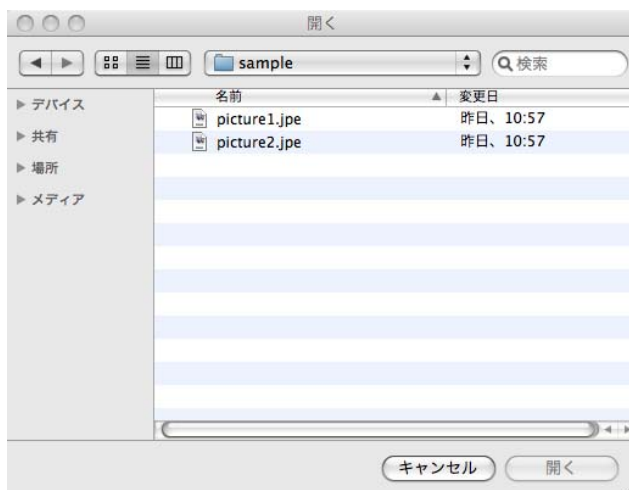 開く
sample
検索
名前 変更日
デバイス
共有
場所
メディア
picture1.jpe 昨日、10:57
picture2.jpe 昨日、10:57
キャンセル 開く